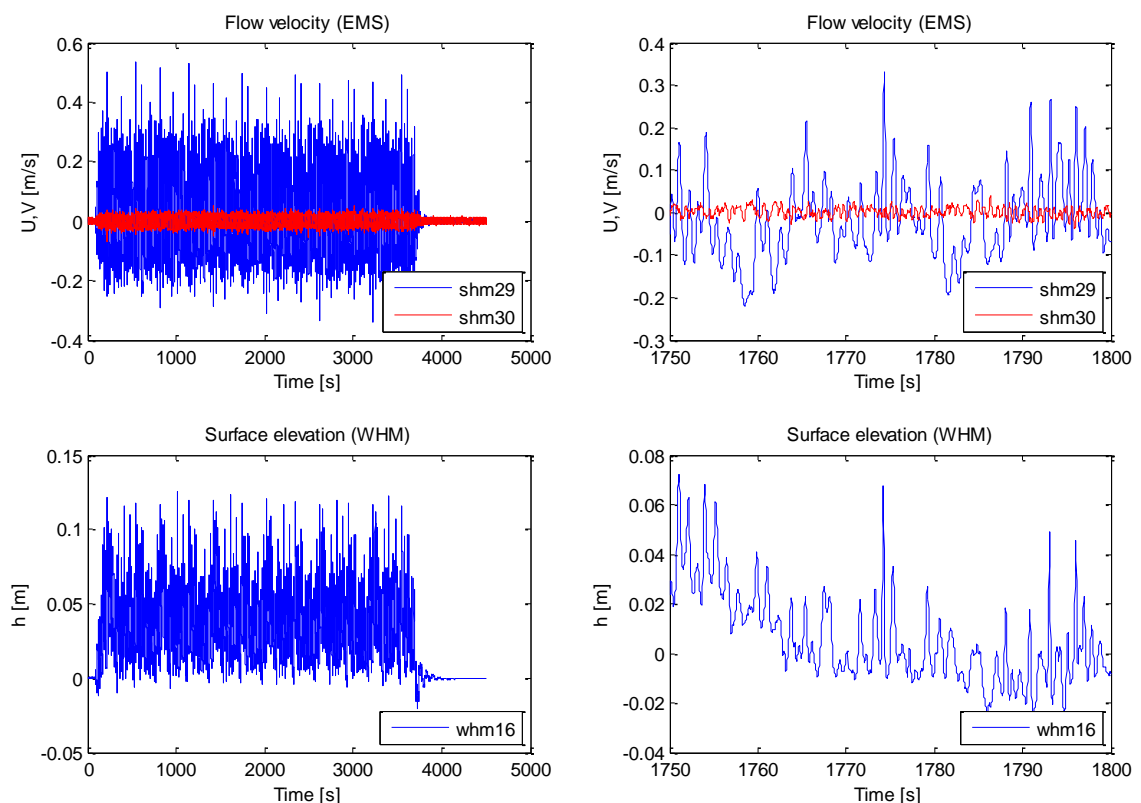 Flow velocity (EMS)
0.6
0.4
0.2
0
-0.2
-0.4
U, V [m/s]
shm29
shm30
0 1000 2000 3000 4000 5000
Time [s]
Flow velocity (EMS)
0.4
0.3
0.2
0.1
0
-0.1
-0.2
-0.3
U, V [m/s]
shm29
shm30
1750 1760 1770 1780 1790 1800
Time [s]
Surface elevation (WHM)
0.15
0.1
0.05
0
-0.05
h [m]
whm16
0 1000 2000 3000 4000 5000
Time [s]
Surface elevation (WHM)
0.08
0.06
0.04
0.02
0
-0.02
-0.04
h [m]
whm16
1750 1760 1770 1780 1790 1800
Time [s]